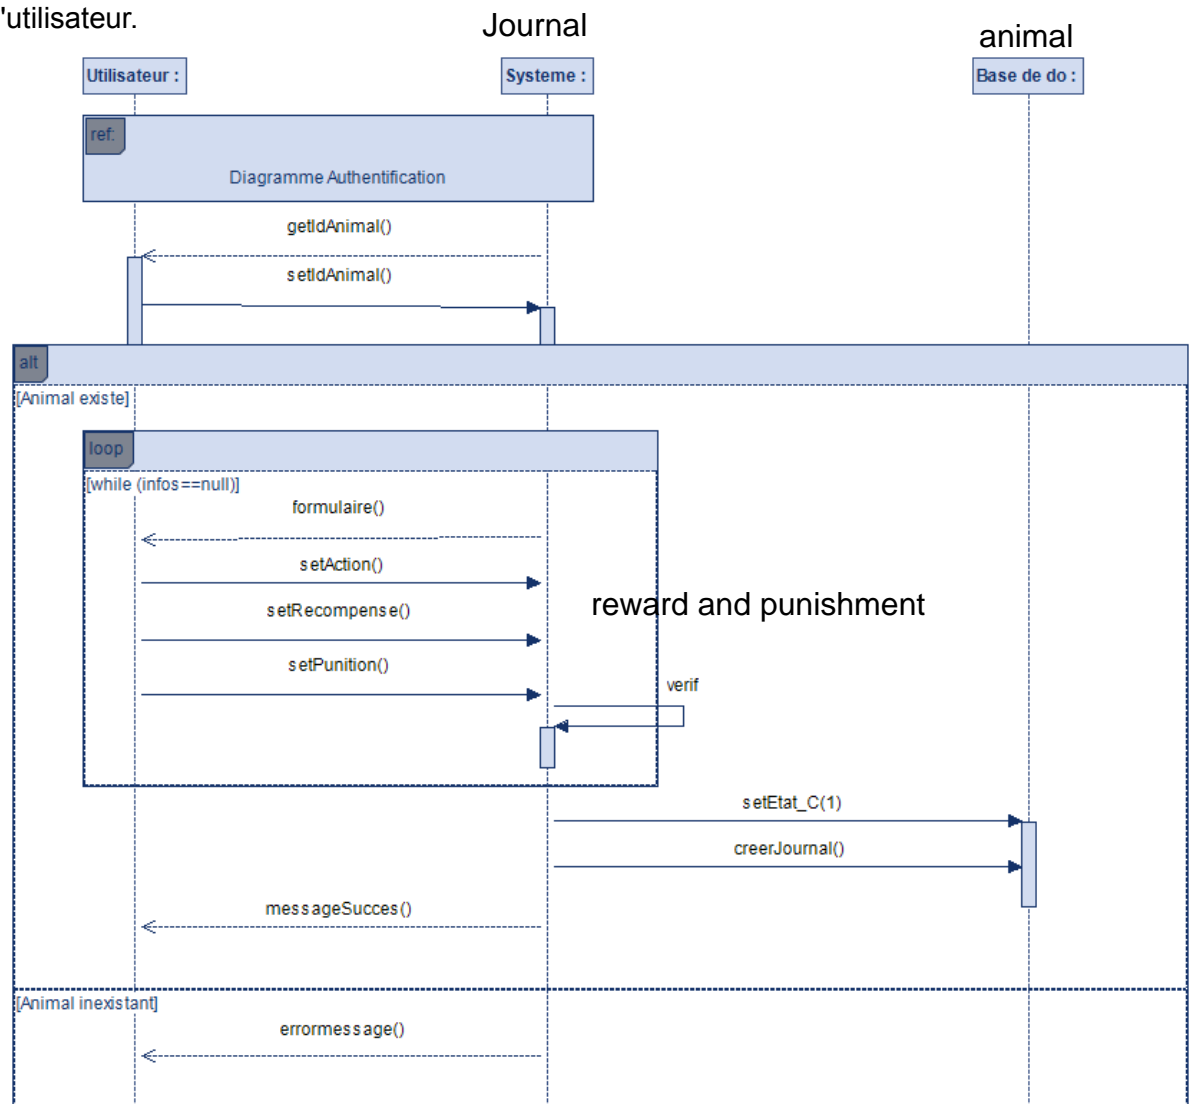 'utilisateur.
Journal
animal
Utilisateur :
Systeme :
Base de do :
ref:
Diagramme Authentification
getIdAnimal()
setIdAnimal()
alt
[Animal existe]
loop
[while (infos==null)]
formulaire()
setAction()
setRecompense()
reward and punishment
setPunition()
verif
setEtat_C(1)
creerJournal()
messageSucces()
[Animal inexistant]
errormessage()